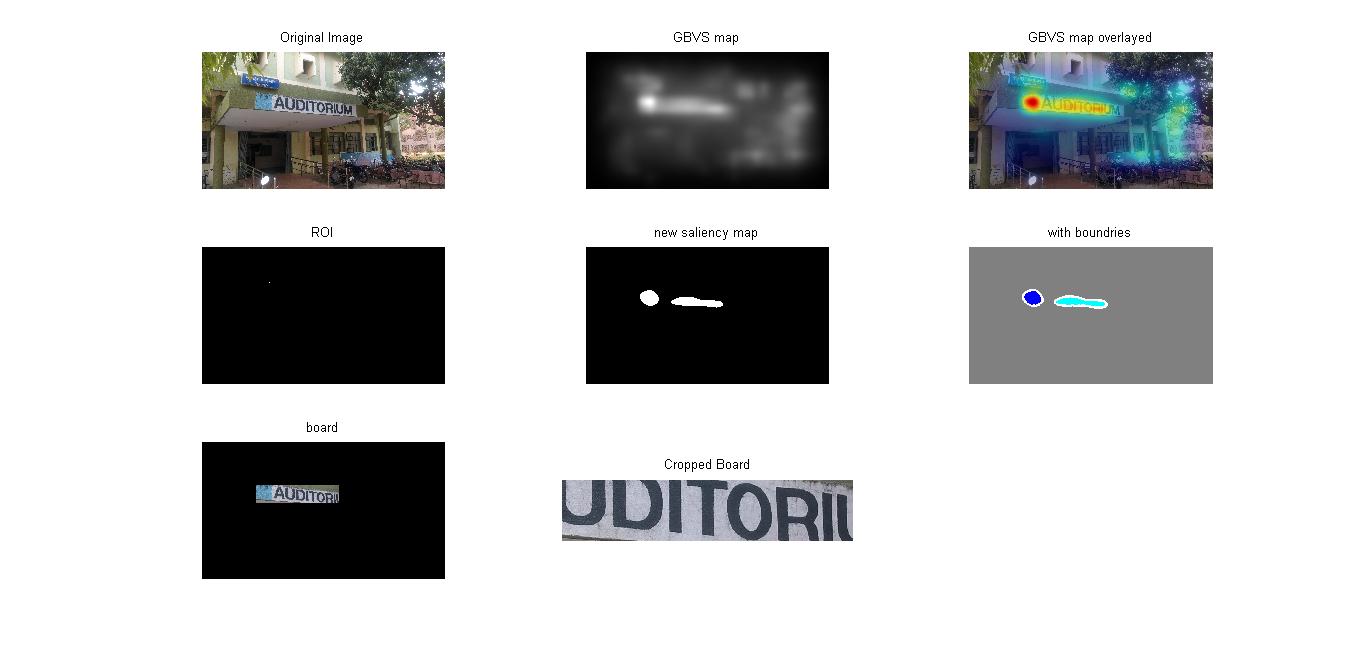 Original Image
GBVS map
GBVS map overlayed
AUDITORIUM
AUDITORIUM
ROI
new saliency map
with boundries
board
Cropped Board
AUDITORIU
UDITORIU